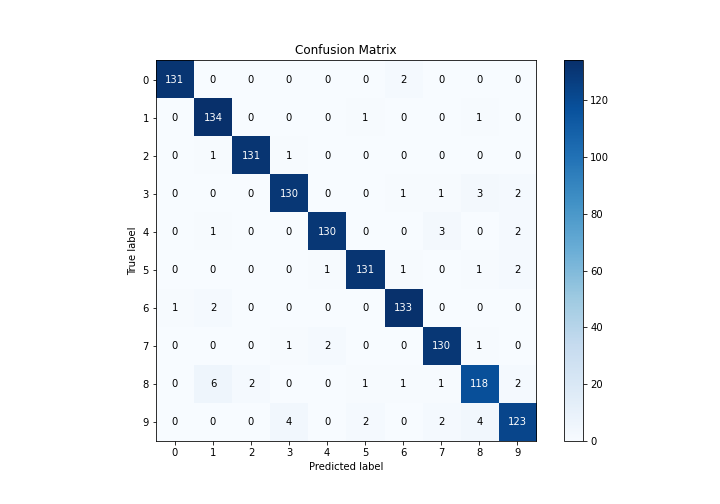 Confusion Matrix
0 131 0 0 0 0 0 2 0 0 0
1 0 134 0 0 0 1 0 0 1 0
2 0 1 131 1 0 0 0 0 0 0
3 0 0 0 130 0 0 1 1 3 2
4 0 1 0 0 130 0 0 3 0 2
5 0 0 0 0 1 131 1 0 1 2
6 1 2 0 0 0 0 133 0 0 0
7 0 0 0 1 2 0 0 130 1 0
8 0 6 2 0 0 1 1 1 118 2
9 0 0 0 4 0 2 0 2 4 123
0 1 2 3 4 5 6 7 8 9
Predicted label
True label
120
100
80
60
40
20
0